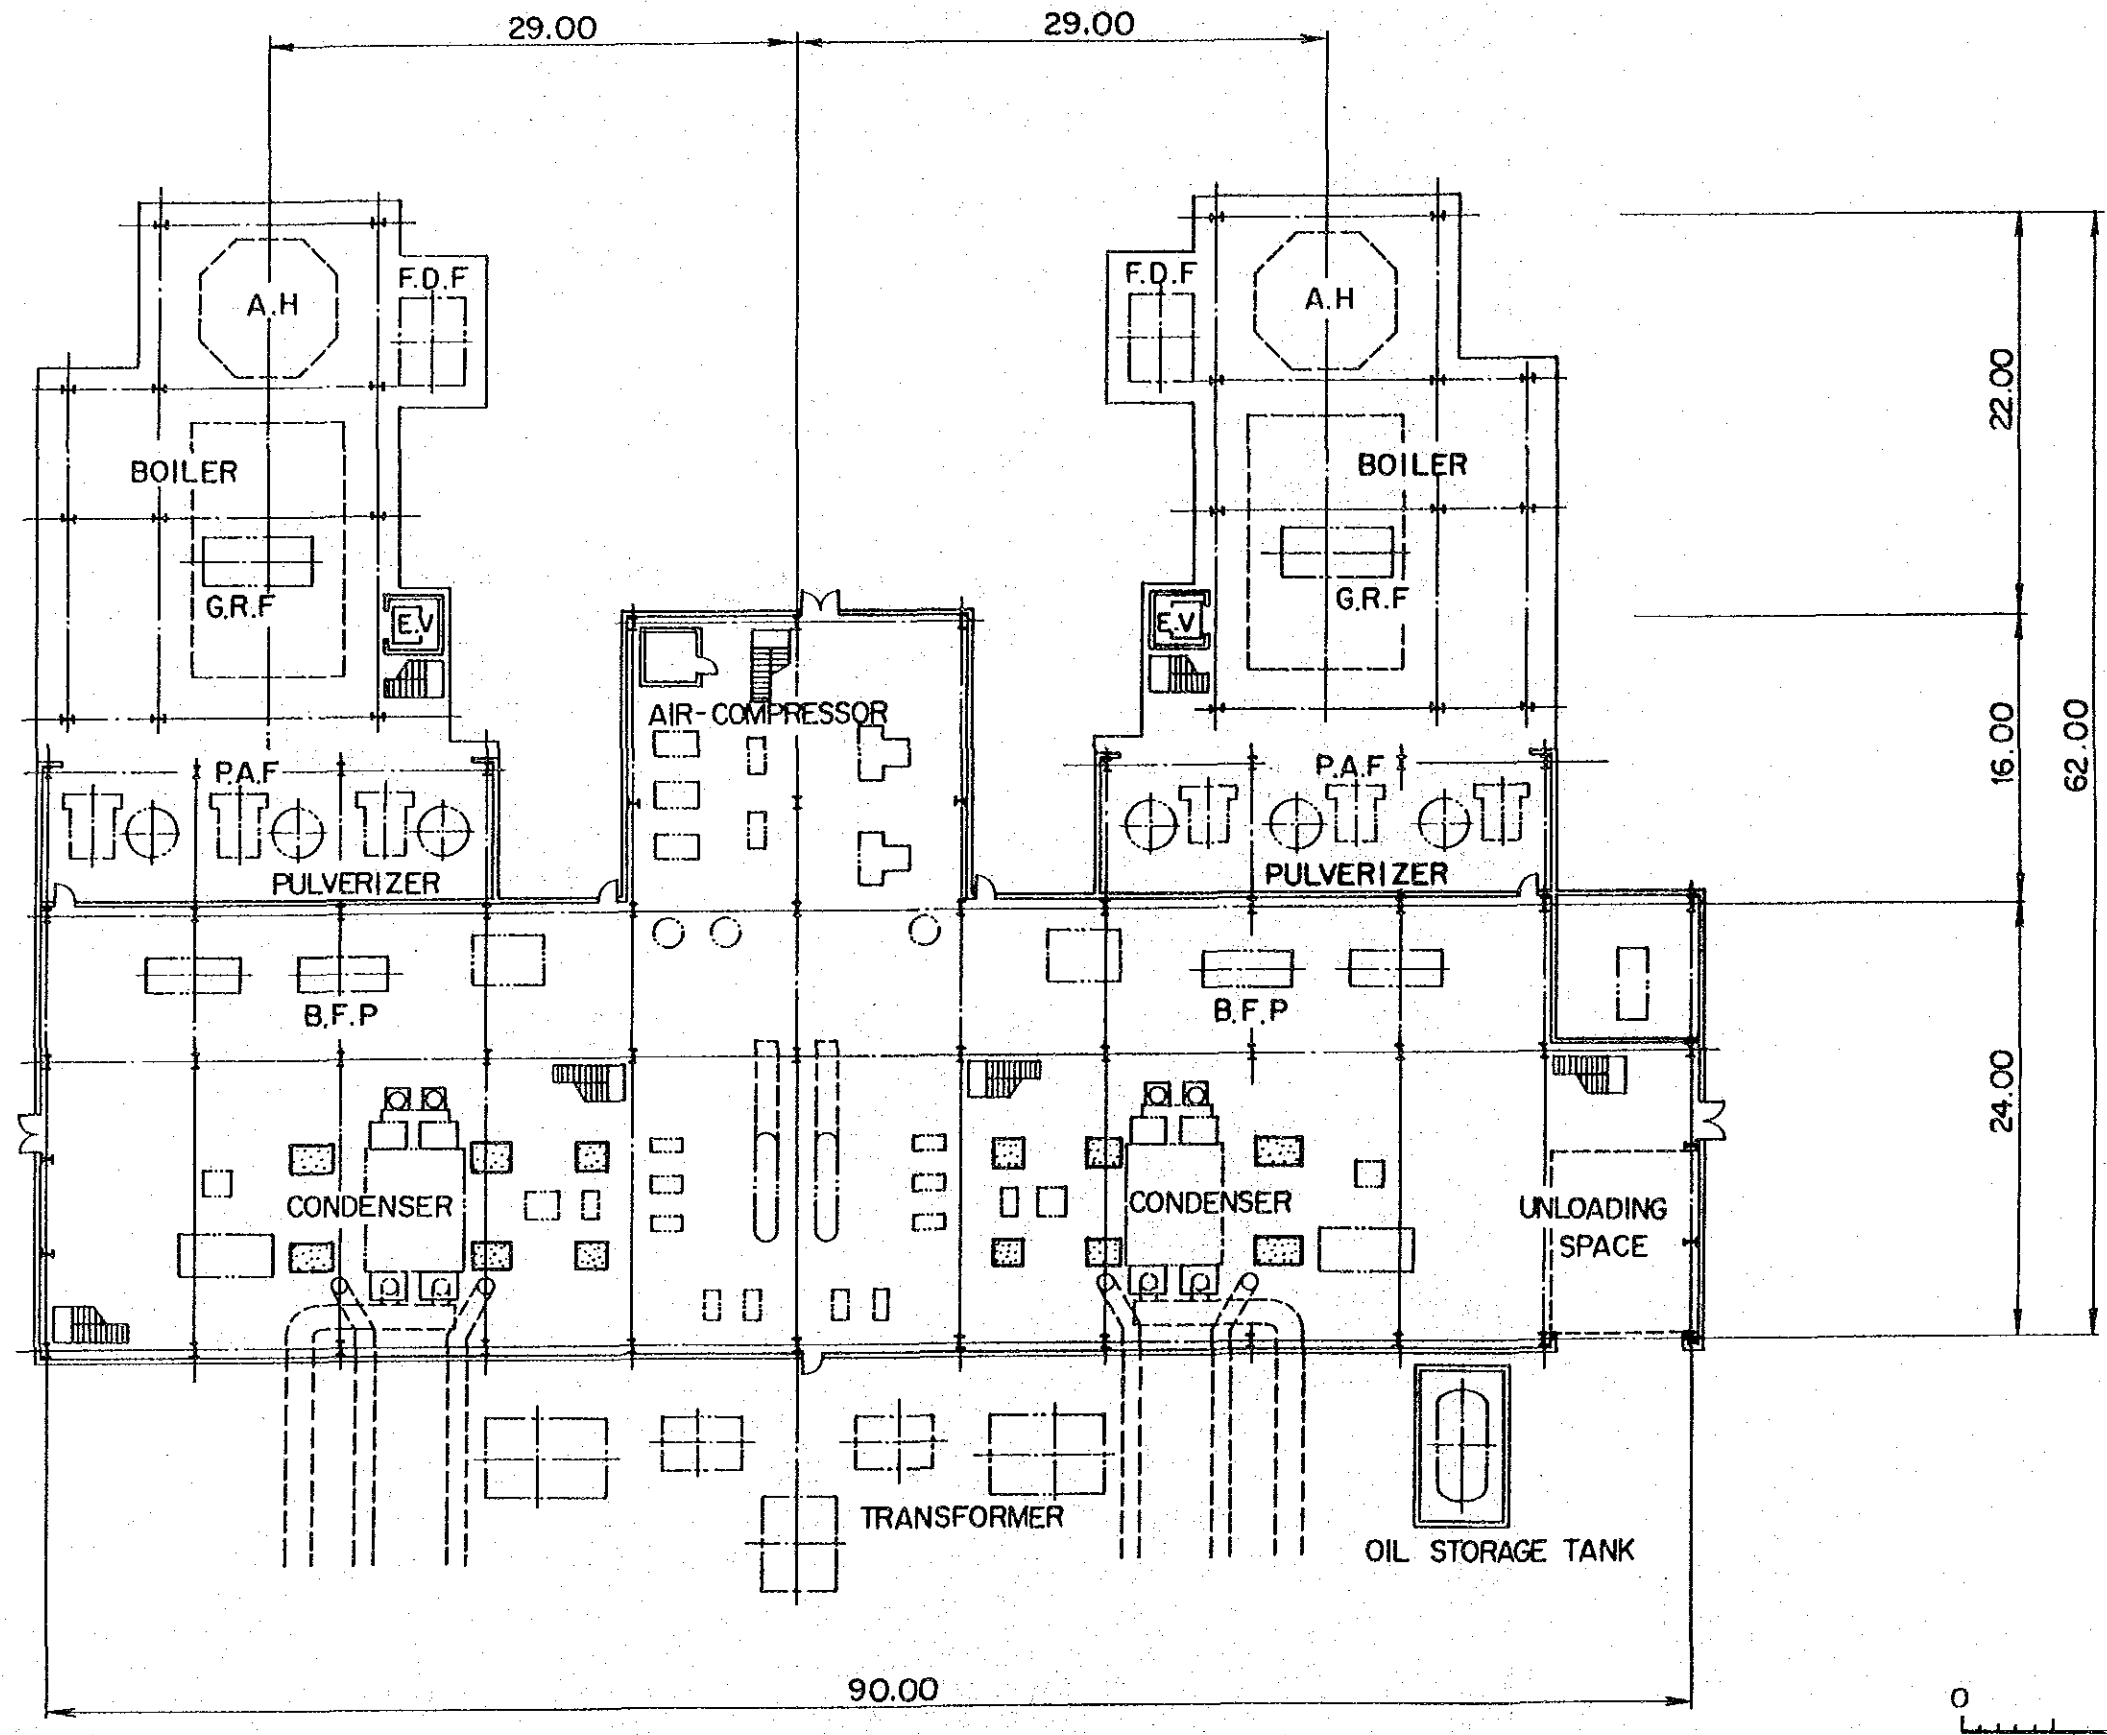 29.00
29.00
F.D.F
F.D.F
A.H
A.H
22.00
BOILER
BOILER
G.R.F
G.R.F
E.V
E.V
AIR-COMPRESSOR
16.00
62.00
P.A.F
P.A.F
PULVERIZER
PULVERIZER
B.F.P
B.F.P
24.00
CONDENSER
CONDENSER
UNLOADING
SPACE
TRANSFORMER
OIL STORAGE TANK
90.00
0